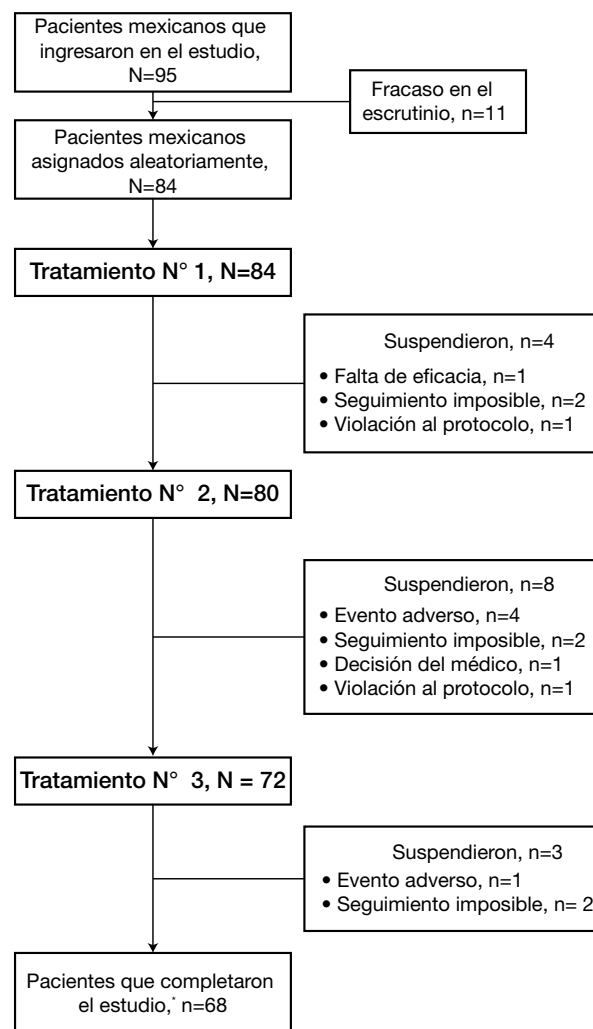 Pacientes mexicanos que
ingresaron en el estudio,
N=95
Fracaso en el
escrutinio, n=11
Pacientes mexicanos
asignados aleatoriamente,
N=84
Tratamiento N° 1, N=84
Suspendieron, n=4
• Falta de eficacia, n=1
• Seguimiento imposible, n=2
• Violación al protocolo, n=1
Tratamiento N° 2, N=80
Suspendieron, n=8
• Evento adverso, n=4
• Seguimiento imposible, n=2
• Decisión del médico, n=1
• Violación al protocolo, n=1
Tratamiento N° 3, N = 72
Suspendieron, n=3
• Evento adverso, n=1
• Seguimiento imposible, n= 2
Pacientes que completaron
el estudio,* n=68